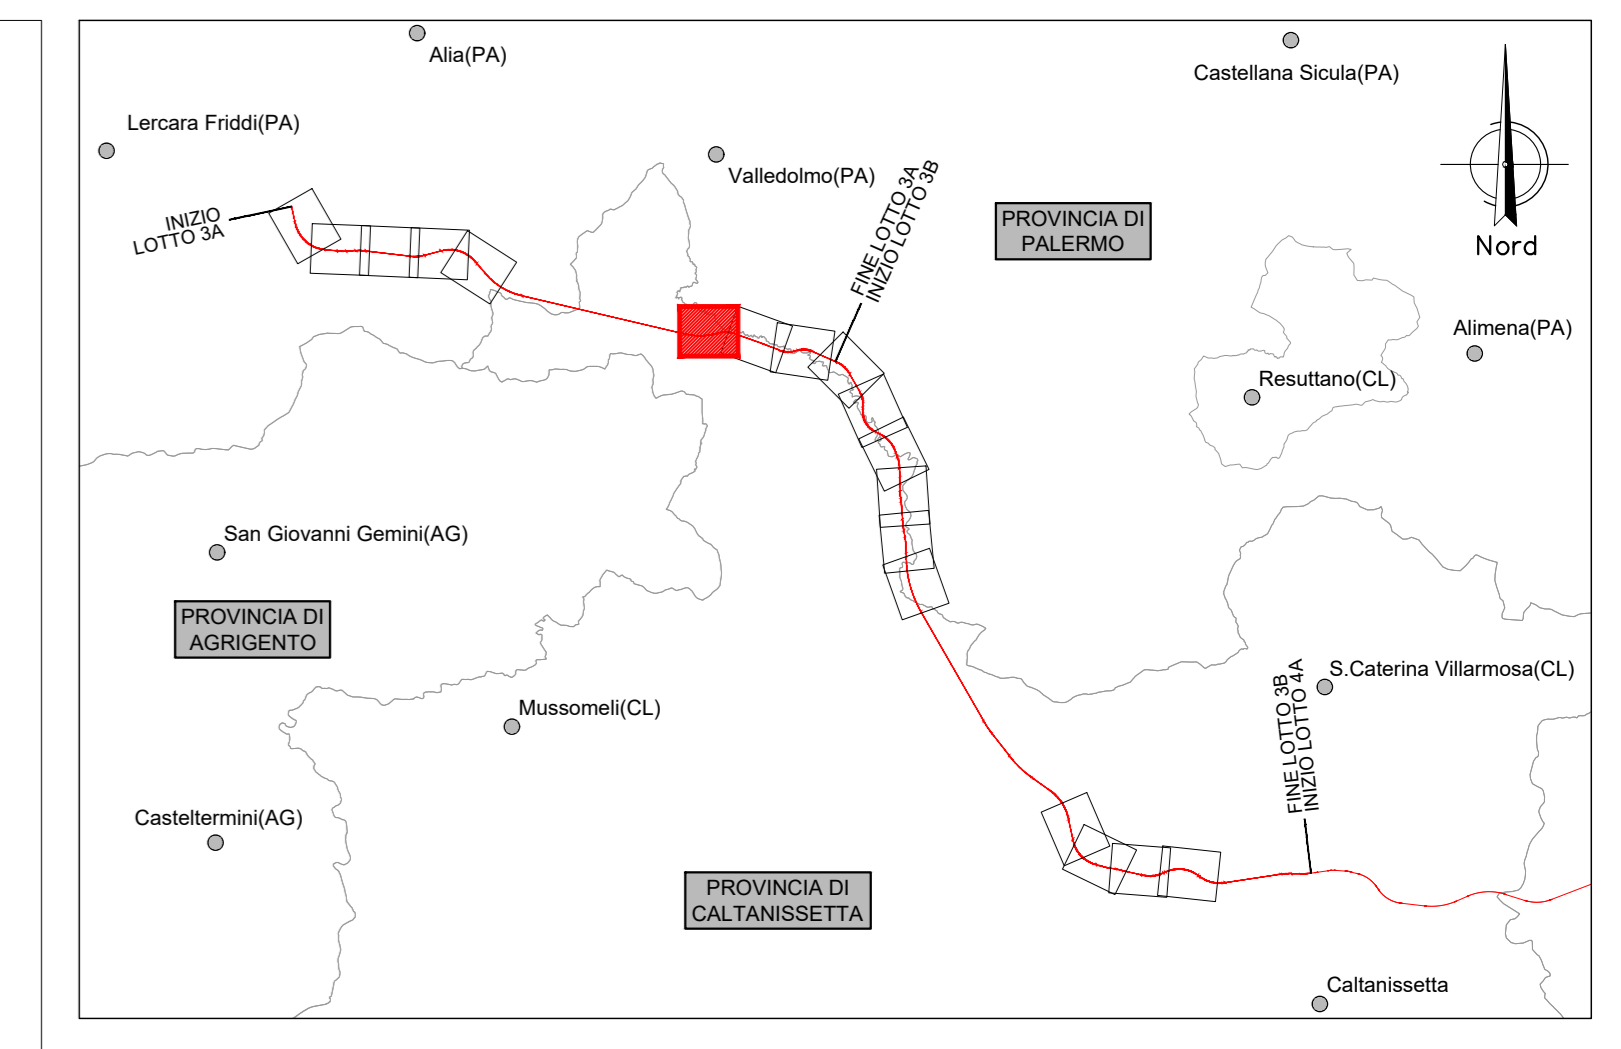 Alia(PA)
Castellana Sicula(PA)
Lercara Friddi(PA)
Valledolmo(PA)
INIZIO
LOTTO 3A
FINE LOTTO 3A
INIZIO LOTTO 3B
PROVINCIA DI
PALERMO
Nord
Alimena(PA)
Resuttano(CL)
San Giovanni Gemini(AG)
PROVINCIA DI
AGRIGENTO
S.Caterina Villarmosa(CL)
Mussomeli(CL)
FINE LOTTO 3B
INIZIO LOTTO 4A
Casteltermini(AG)
PROVINCIA DI
CALTANISSETTA
Caltanissetta